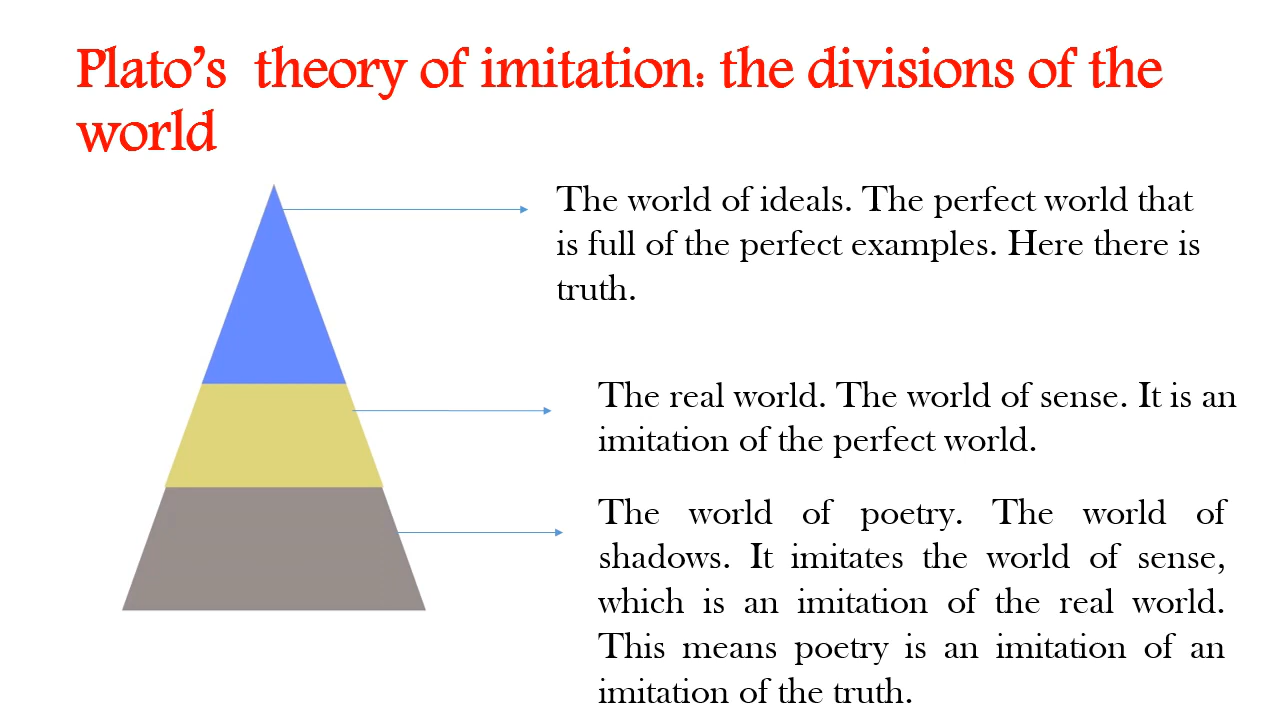 Plato’s theory of imitation: the divisions of the
world
The world of ideals. The perfect world that
is full of the perfect examples. Here there is
truth.
The real world. The world of sense. It is an
imitation of the perfect world.
The world of poetry. The world of
shadows. It imitates the world of sense,
which is an imitation of the real world.
This means poetry is an imitation of an
imitation of the truth.